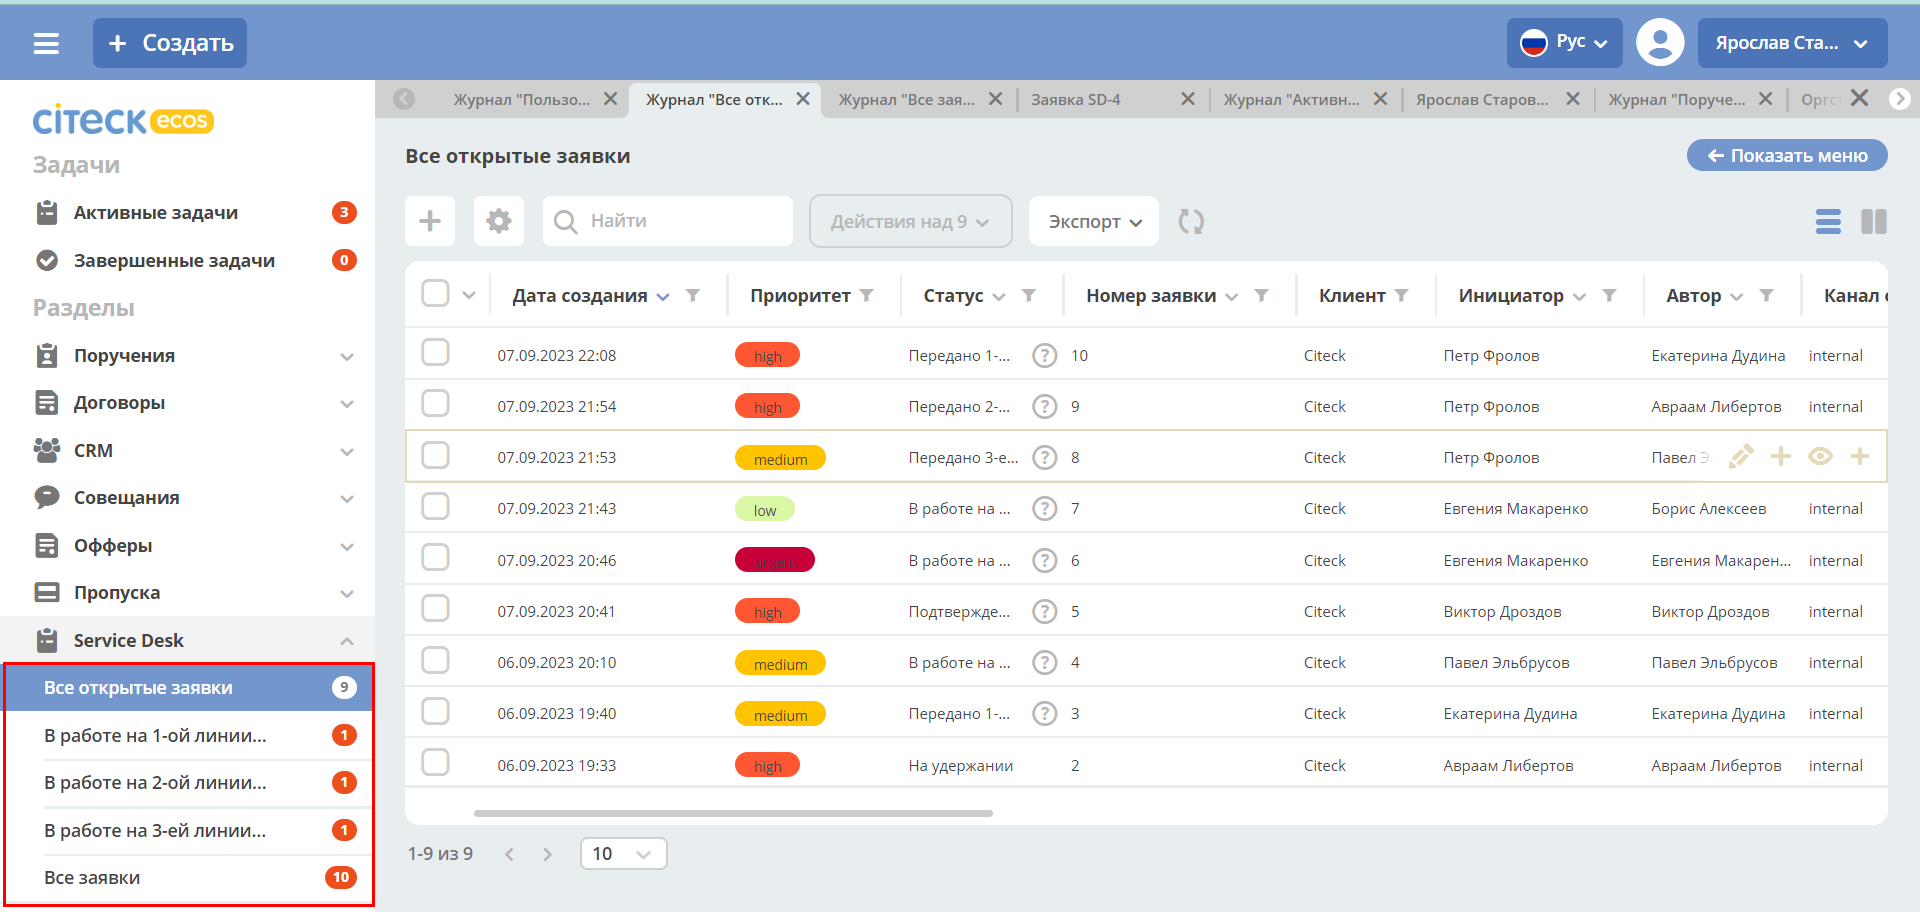 Создать
Рус
Ярослав Ста...
citeck ecos
Задачи
Активные задачи 3
Завершенные задачи 0
Разделы
Поручения
Договоры
CRM
Совещания
Офферы
Пропуска
Service Desk
Все открытые заявки 9
В работе на 1-ой линии... 1
В работе на 2-ой линии... 1
В работе на 3-ей линии... 1
Все заявки 10
Журнал "Пользо... Журнал "Все отк... Журнал "Все зая... Заявка SD-4 Журнал "Активн... Ярослав Старов... Журнал "Поруче... Оргст
Все открытые заявки
Показать меню
Найти
Действия над 9
Экспорт
Дата создания Приоритет Статус Номер заявки Клиент Инициатор Автор Канал
07.09.2023 22:08 high Передано 1-... ? 10 Citeck Петр Фролов Екатерина Дудина internal
07.09.2023 21:54 high Передано 2-... ? 9 Citeck Петр Фролов Авраам Либертов internal
07.09.2023 21:53 medium Передано 3-е... ? 8 Citeck Петр Фролов Павел Э
07.09.2023 21:43 low В работе на ... ? 7 Citeck Евгения Макаренко Борис Алексеев internal
07.09.2023 20:46 urgent В работе на ... ? 6 Citeck Евгения Макаренко Евгения Макарен... internal
07.09.2023 20:41 high Подтвержде... ? 5 Citeck Виктор Дроздов Виктор Дроздов internal
06.09.2023 20:10 medium В работе на ... ? 4 Citeck Павел Эльбрусов Павел Эльбрусов internal
06.09.2023 19:40 medium Передано 1-... ? 3 Citeck Екатерина Дудина Екатерина Дудина internal
06.09.2023 19:33 high На удержании 2 Citeck Авраам Либертов Авраам Либертов internal
1-9 из 9
10